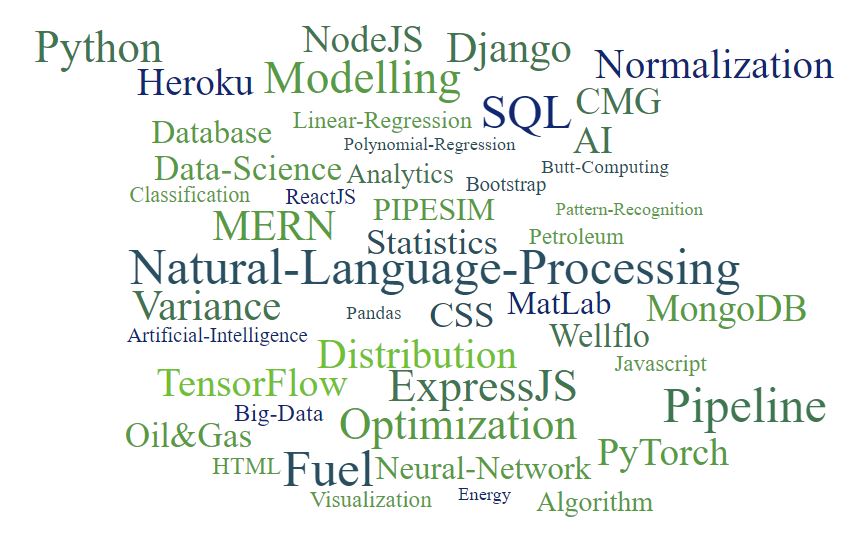 Python NodeJS Django
Heroku Modelling Normalization
Linear-Regression SQL CMG
Database Polynomial-Regression AI
Data-Science Analytics Butt-Computing
Classification ReactJS Bootstrap
MERN PIPESIM Pattern-Recognition
Statistics Petroleum
Natural-Language-Processing
Variance Pandas CSS MatLab MongoDB
Artificial-Intelligence Wellflo
Distribution Javascript
TensorFlow ExpressJS
Big-Data Optimization Pipeline
Oil&Gas
HTML Fuel Neural-Network PyTorch
Visualization Energy Algorithm